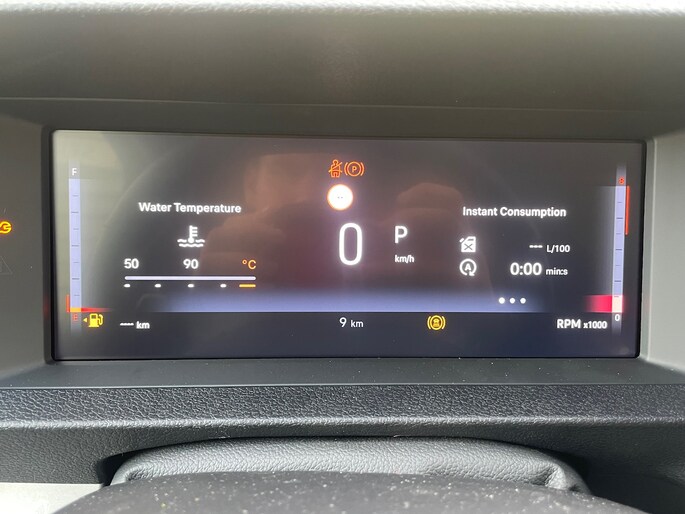 F
(P)
Water Temperature
Instant Consumption
0
P
km/h
50 90 °C
--- L/100
A
0:00 min:s
E
--- km
9 km
RPM x1000
0